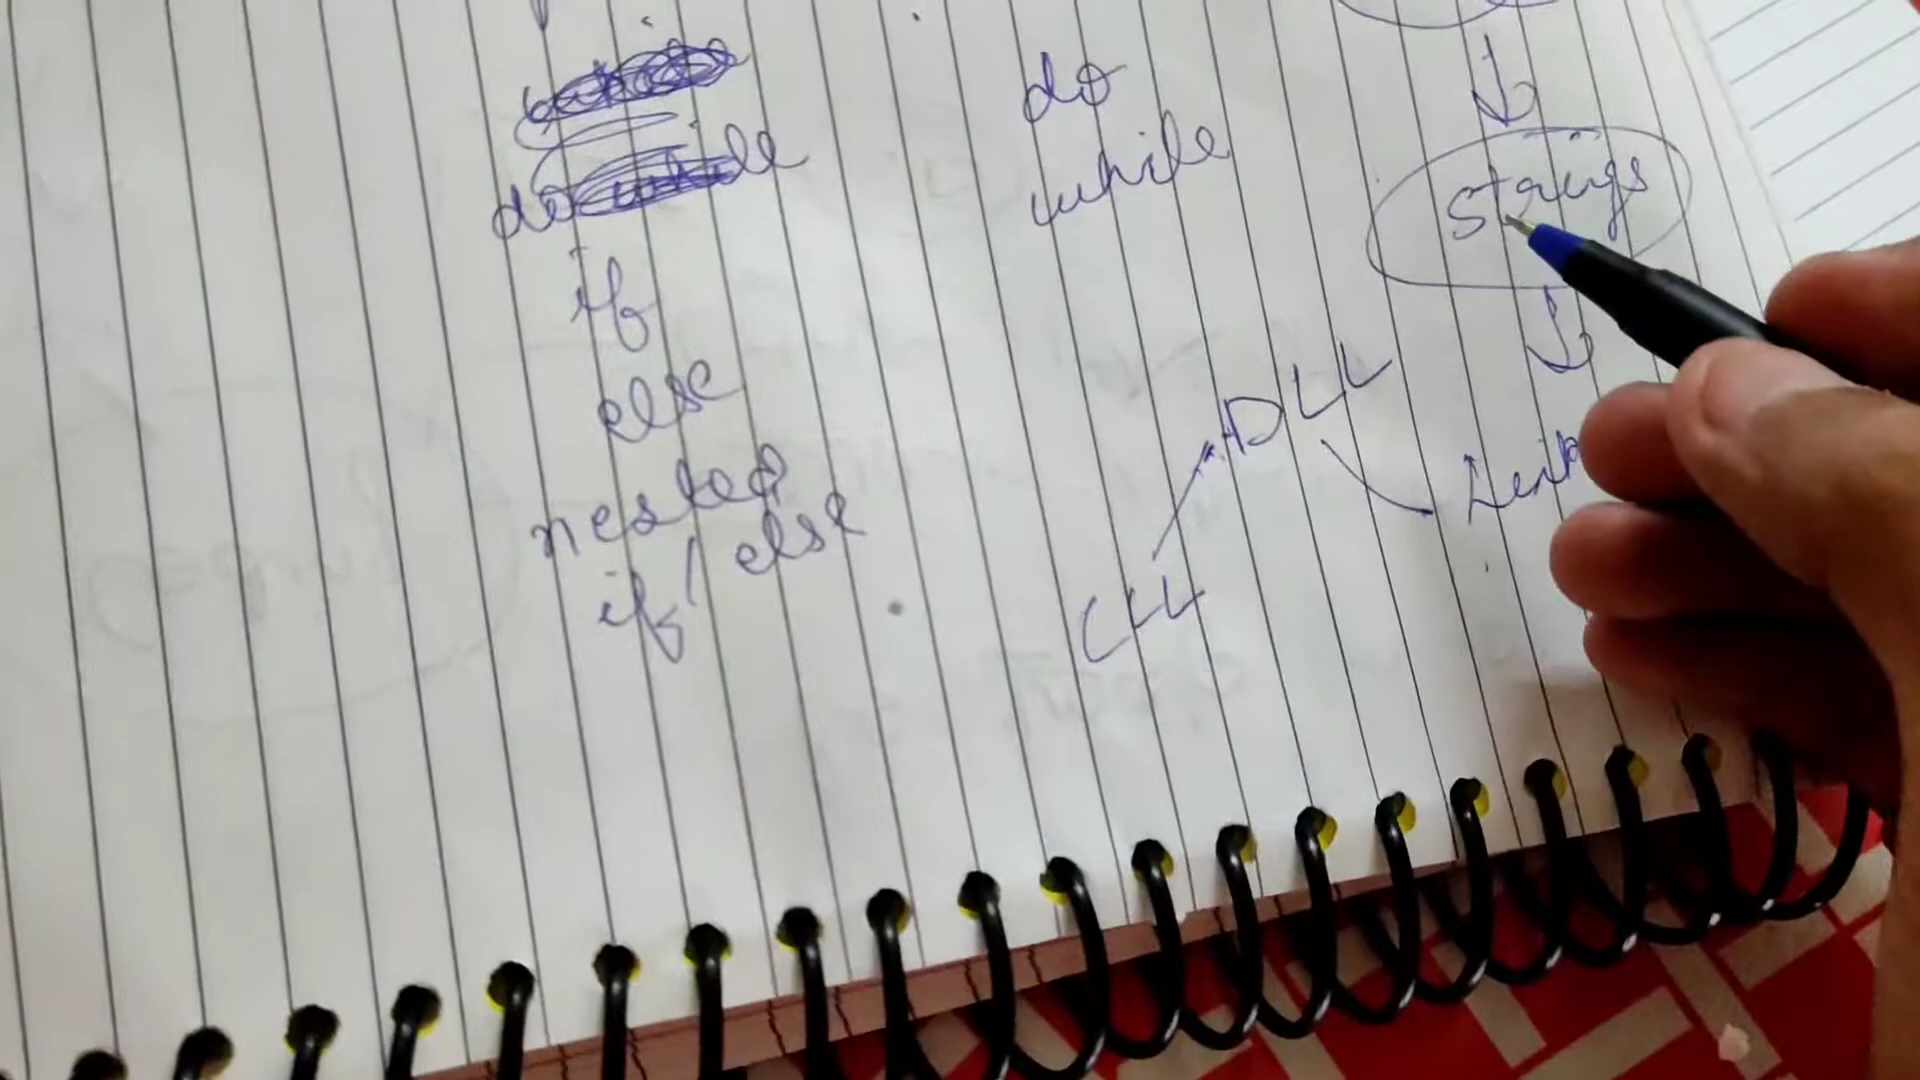 do while
if
else
nested
if / else
do
while
Strings
DLL
CLL